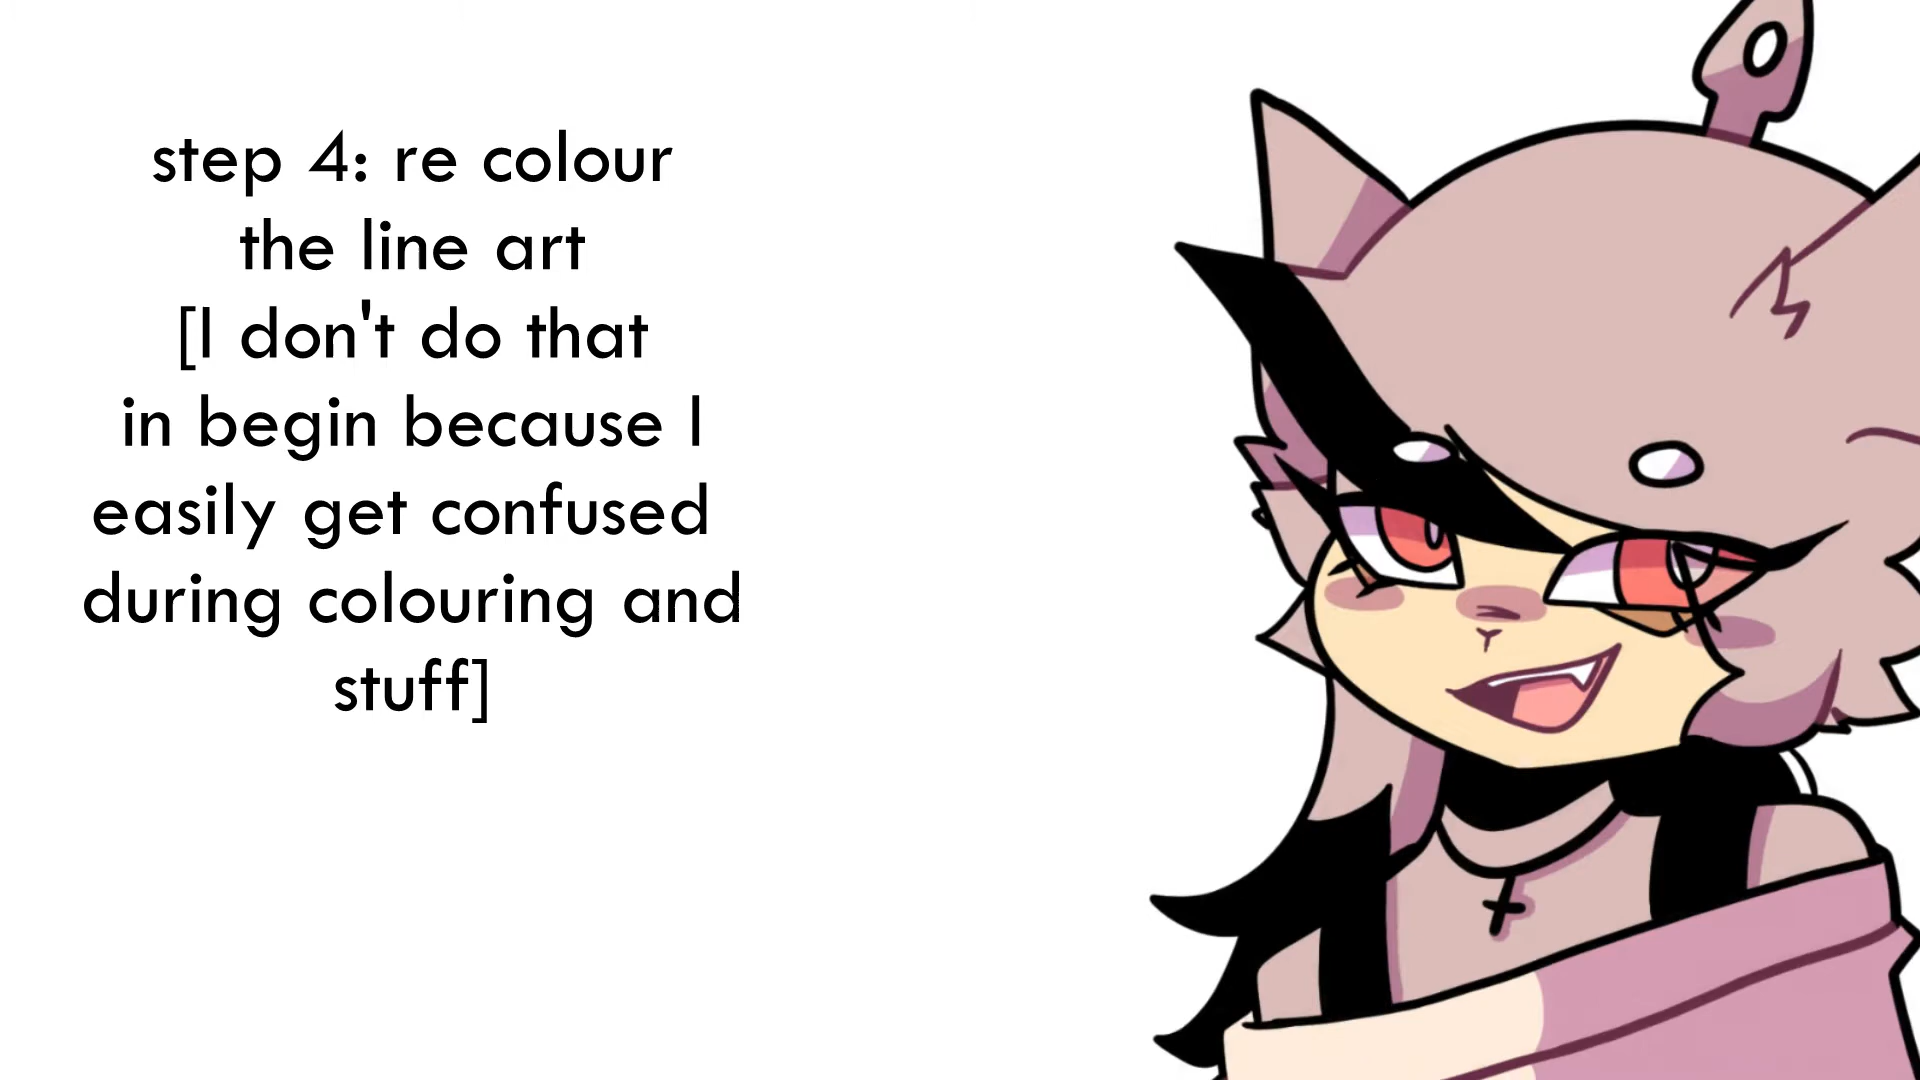 step 4: re colour
the line art
[I don't do that
in begin because I
easily get confused
during colouring and
stuff]